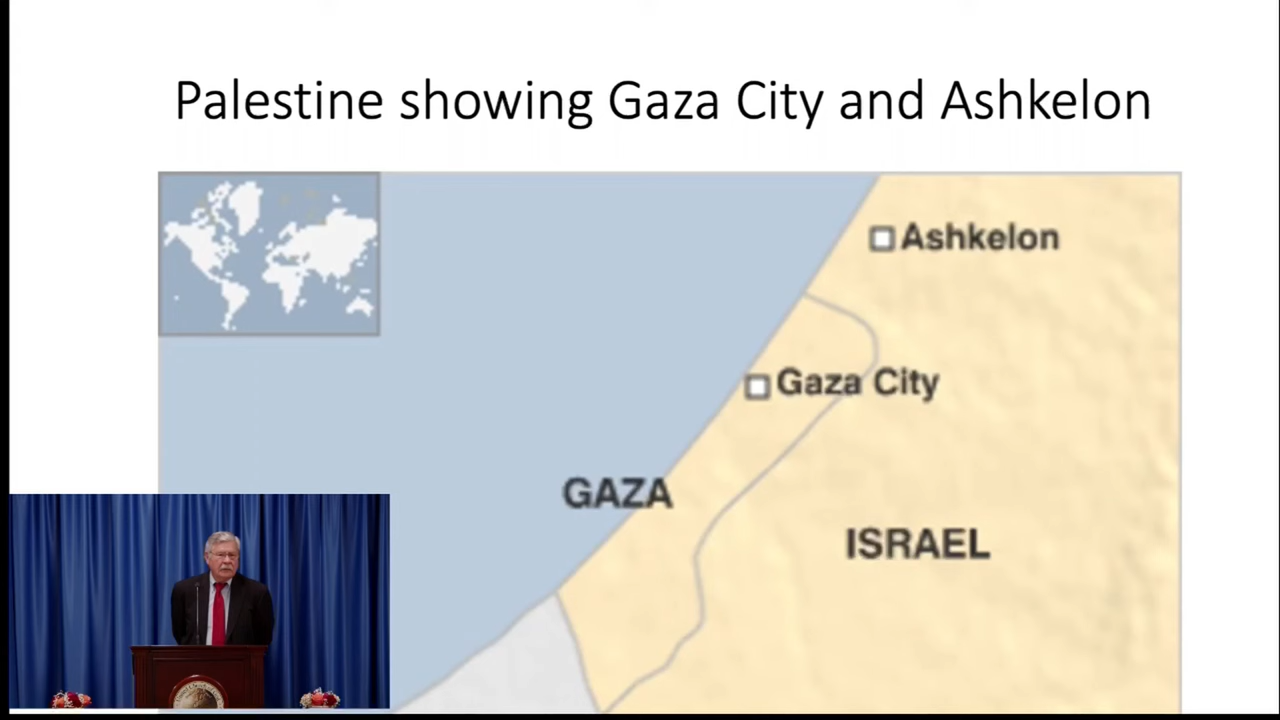 Palestine showing Gaza City and Ashkelon
Ashkelon
Gaza City
GAZA
ISRAEL